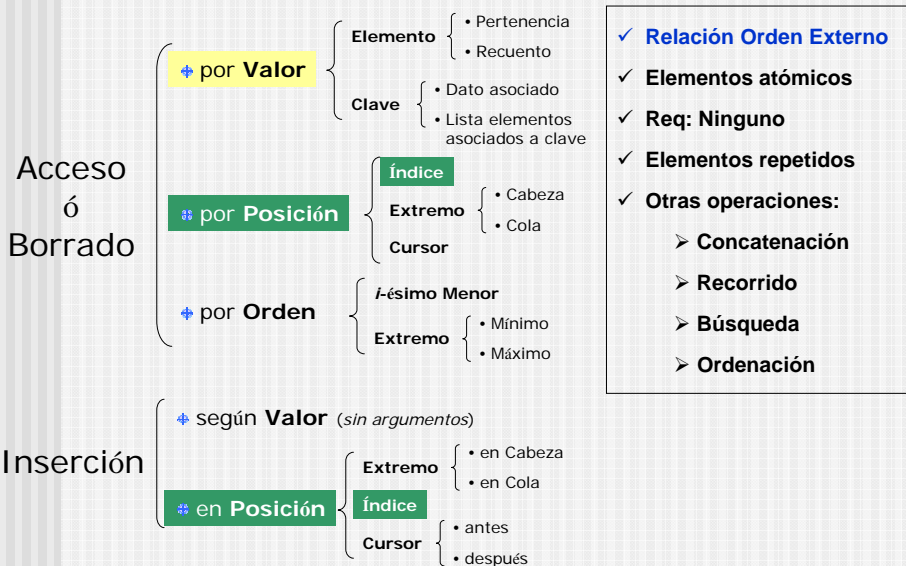 Acceso
ó
Borrado
por Valor
Elemento
• Pertenencia
• Recuento
Clave
• Dato asociado
• Lista elementos
asociados a clave
por Posición
Índice
Extremo
• Cabeza
• Cola
Cursor
por Orden
i-ésimo Menor
Extremo
• Mínimo
• Máximo
Inserción
según Valor (sin argumentos)
en Posición
Extremo
• en Cabeza
• en Cola
Índice
Cursor
• antes
• después
✓ Relación Orden Externo
✓ Elementos atómicos
✓ Req: Ninguno
✓ Elementos repetidos
✓ Otras operaciones:
➢ Concatenación
➢ Recorrido
➢ Búsqueda
➢ Ordenación